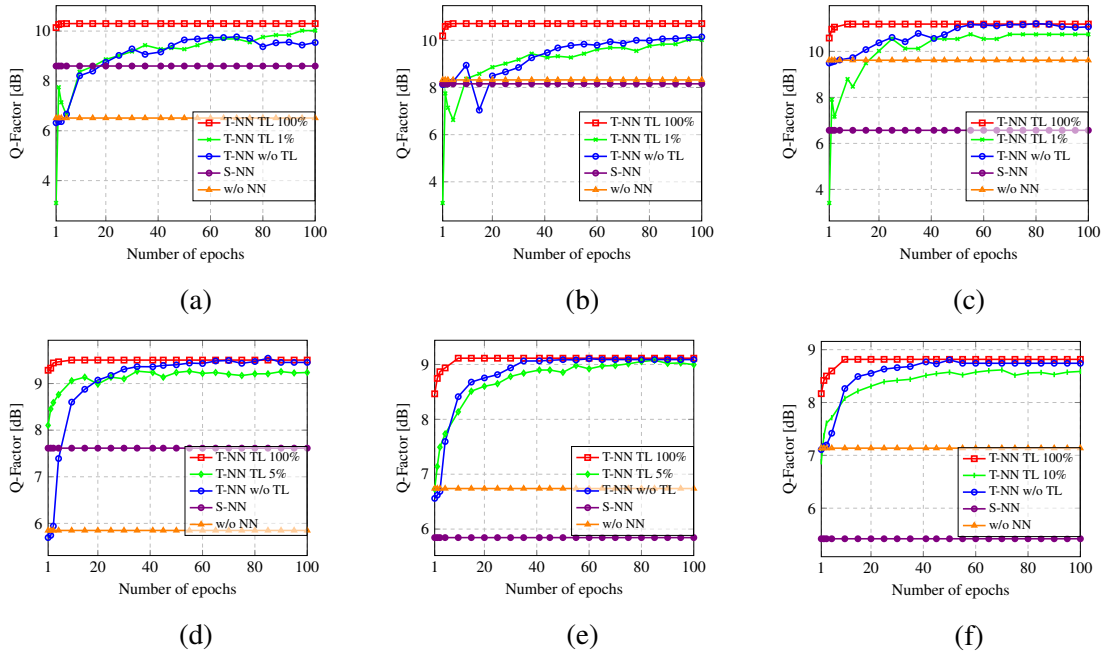 10
8
6
4
Q-Factor [dB]
T-NN TL 100%
T-NN TL 1%
T-NN w/o TL
S-NN
w/o NN
1 20 40 60 80 100
Number of epochs
(a)
10
8
6
4
Q-Factor [dB]
T-NN TL 100%
T-NN TL 1%
T-NN w/o TL
S-NN
w/o NN
1 20 40 60 80 100
Number of epochs
(b)
10
8
6
4
Q-Factor [dB]
T-NN TL 100%
T-NN TL 1%
T-NN w/o TL
S-NN
w/o NN
1 20 40 60 80 100
Number of epochs
(c)
9
8
7
6
Q-Factor [dB]
T-NN TL 100%
T-NN TL 5%
T-NN w/o TL
S-NN
w/o NN
1 20 40 60 80 100
Number of epochs
(d)
9
8
7
6
Q-Factor [dB]
T-NN TL 100%
T-NN TL 5%
T-NN w/o TL
S-NN
w/o NN
1 20 40 60 80 100
Number of epochs
(e)
9
8
7
6
Q-Factor [dB]
T-NN TL 100%
T-NN TL 10%
T-NN w/o TL
S-NN
w/o NN
1 20 40 60 80 100
Number of epochs
(f)